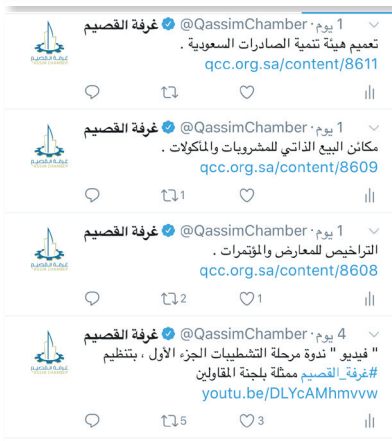 غرفة القصيم @QassimChamber · 1 يوم
تعميم هيئة تنمية الصادرات السعودية .
qcc.org.sa/content/8611
غرفة القصيم @QassimChamber · 1 يوم
مكائن البيع الذاتي للمشروبات والمأكولات .
qcc.org.sa/content/8609
1
غرفة القصيم @QassimChamber · 1 يوم
التراخيص للمعارض والمؤتمرات .
qcc.org.sa/content/8608
2 1
غرفة القصيم @QassimChamber · 4 يوم
" فيديو " ندوة مرحلة التشطيبات الجزء الأول ، بتنظيم
#غرفة_القصيم ممثلة بلجنة المقاولين
youtu.be/DLYcAMhmvvw
5 3